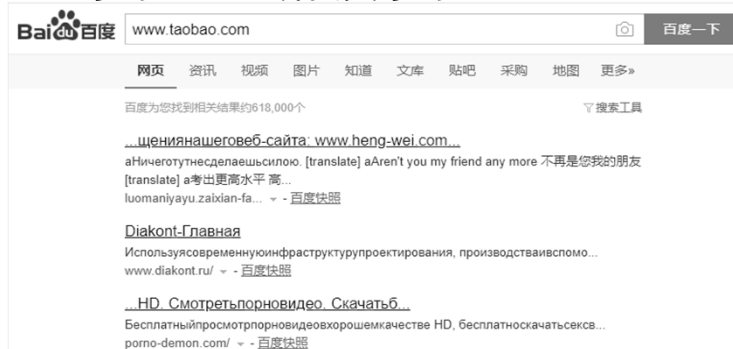 Bai du 百度 www.taobao.com 百度一下
网页 资讯 视频 图片 知道 文库 贴吧 采购 地图 更多»
百度为您找到相关结果约618,000个 搜索工具
...щениянашеговеб-сайта: www.heng-wei.com...
аНичеготутнесделаешьсилою. [translate] aAren't you my friend any more 不再是您我的朋友
[translate] a考出更高水平 高...
luomaniyayu.zaixian-fa... - 百度快照
Diakont-Главная
Используясовременнуюинфраструктурупроектирования, производстваивспомо...
www.diakont.ru/ - 百度快照
...HD. Смотретьпорновидео. Скачатьб...
Бесплатныйпросмотрпорновидеовхорошемкачестве HD, бесплатноскачатьсексв...
porno-demon.com/ - 百度快照